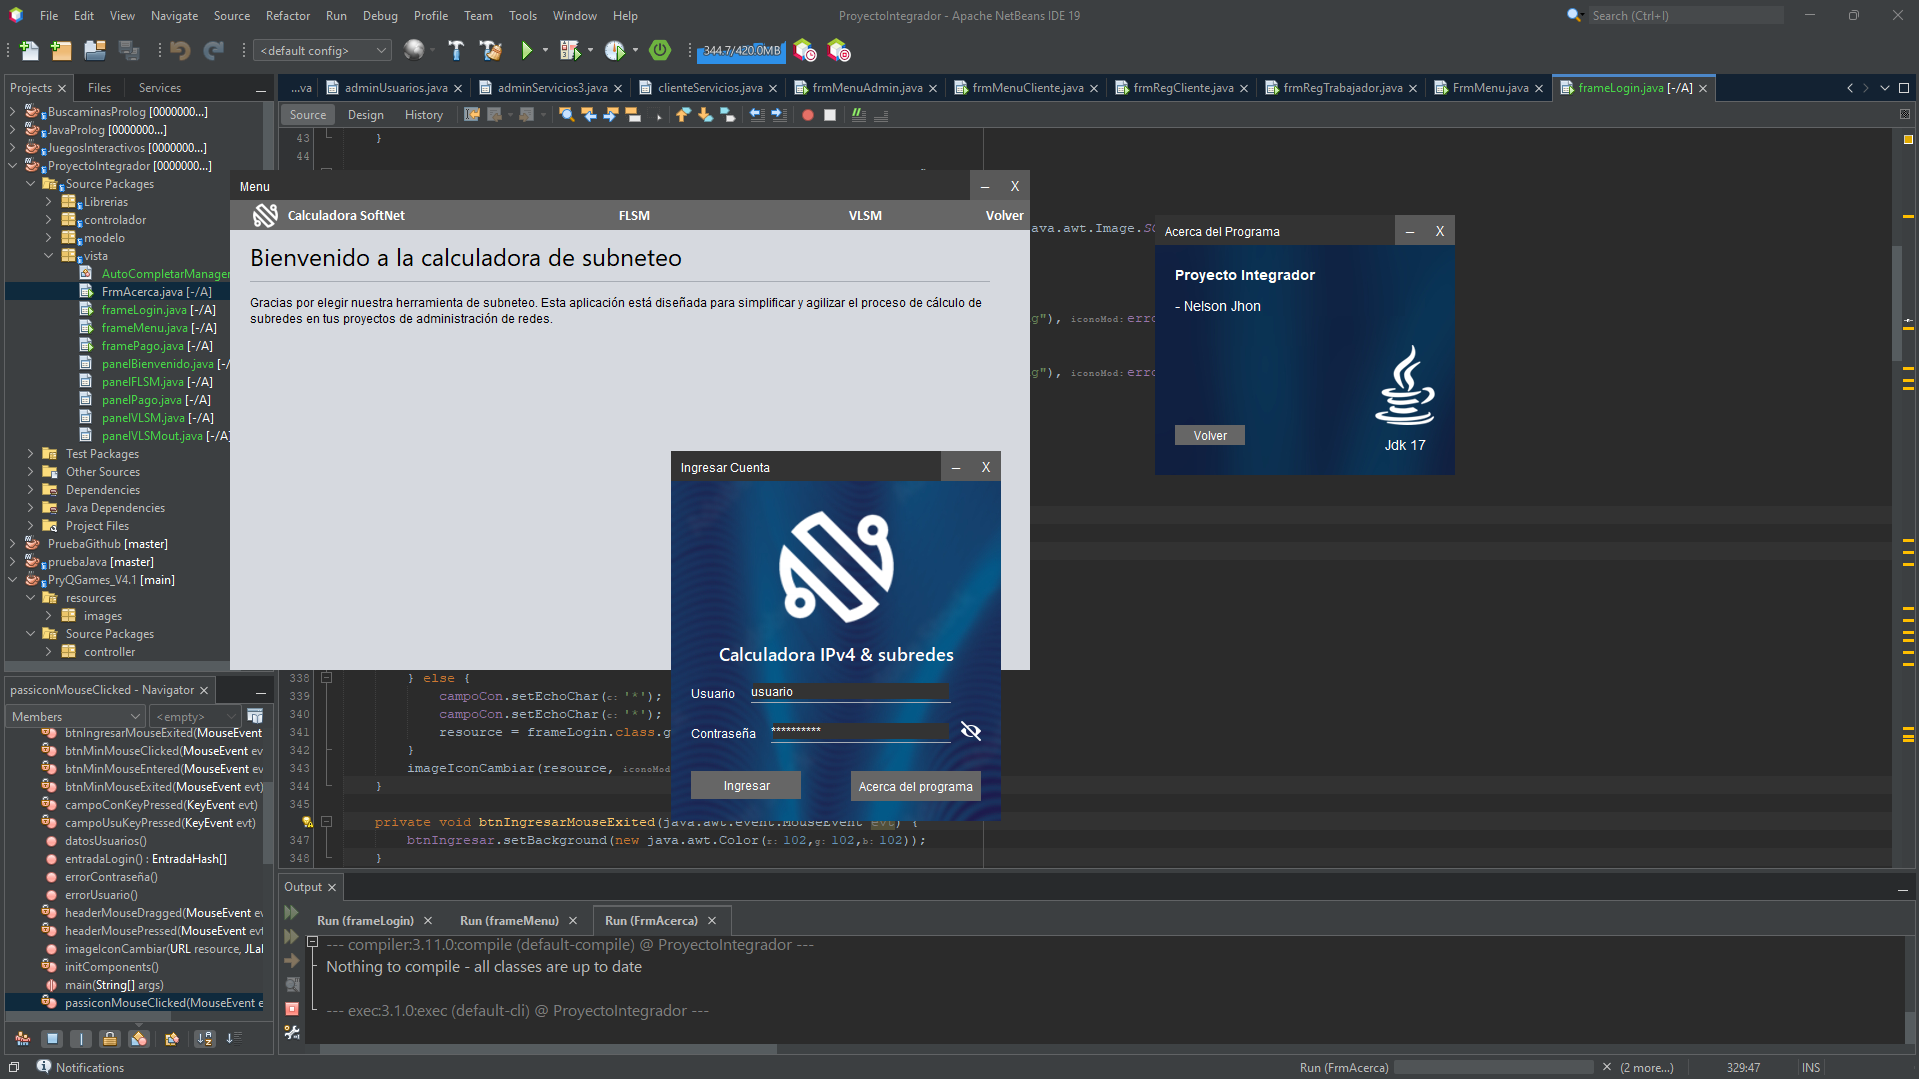 File Edit View Navigate Source Refactor Run Debug Profile Team Tools Window Help
ProyectoIntegrador - Apache NetBeans IDE 19
Search (Ctrl+I)
<default config>
344.7/420.0MB
Projects Files Services
...va adminUsuarios.java adminServicios3.java clienteServicios.java frmMenuAdmin.java frmMenuCliente.java frmRegCliente.java frmRegTrabajador.java FrmMenu.java frameLogin.java [-/A]
Source Design History
BuscaminasProlog [0000000...]
JavaProlog [0000000...]
JuegosInteractivos [0000000...]
ProyectoIntegrador [0000000...]
Source Packages
Librerias
controlador
modelo
vista
AutoCompletarManager
FrmAcerca.java [-/A]
frameLogin.java [-/A]
frameMenu.java [-/A]
framePago.java [-/A]
panelBienvenido.java [-/
panelFLSM.java [-/A]
panelPago.java [-/A]
panelVLSM.java [-/A]
panelVLSMout.java [-/A]
Test Packages
Other Sources
Dependencies
Java Dependencies
Project Files
PruebaGithub [master]
pruebaJava [master]
PryQGames_V4.1 [main]
resources
images
Source Packages
controller
43 }
44
ava.awt.Image.SC
g"), iconoMod: erro
g"), iconoMod: erro
Menu – X
Calculadora SoftNet FLSM VLSM Volver
Bienvenido a la calculadora de subneteo
Gracias por elegir nuestra herramienta de subneteo. Esta aplicación está diseñada para simplificar y agilizar el proceso de cálculo de
subredes en tus proyectos de administración de redes.
Acerca del Programa – X
Proyecto Integrador
- Nelson Jhon
Volver
Jdk 17
Ingresar Cuenta – X
Calculadora IPv4 & subredes
Usuario usuario
Contraseña **********
Ingresar Acerca del programa
338 } else {
339 campoCon.setEchoChar(c: '*');
340 campoCon.setEchoChar(c: '*');
341 resource = frameLogin.class.g
342 }
343 imageIconCambiar(resource, iconoMod
344 }
345
private void btnIngresarMouseExited(java.awt.event.MouseEvent evt) {
347 btnIngresar.setBackground(new java.awt.Color(r: 102,g: 102,b: 102));
348 }
passiconMouseClicked - Navigator
Members <empty>
btnIngresarMouseExited(MouseEvent
btnMinMouseClicked(MouseEvent ev
btnMinMouseEntered(MouseEvent ev
btnMinMouseExited(MouseEvent evt)
campoConKeyPressed(KeyEvent evt)
campoUsuKeyPressed(KeyEvent evt)
datosUsuarios()
entradaLogin() : EntradaHash[]
errorContraseña()
errorUsuario()
headerMouseDragged(MouseEvent ev
headerMousePressed(MouseEvent evt
imageIconCambiar(URL resource, JLal
initComponents()
main(String[] args)
passiconMouseClicked(MouseEvent e
Output
Run (frameLogin) Run (frameMenu) Run (FrmAcerca)
--- compiler:3.11.0:compile (default-compile) @ ProyectoIntegrador ---
Nothing to compile - all classes are up to date
--- exec:3.1.0:exec (default-cli) @ ProyectoIntegrador ---
Notifications
Run (FrmAcerca) (2 more...) 329:47 INS